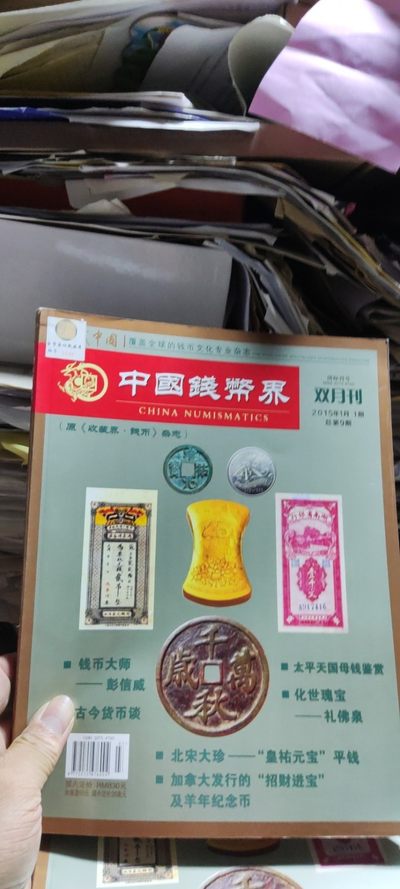 中國
覆盖全球的钱币文化专业杂志
中國錢幣界
CHINA NUMISMATICS
双月刊
2015年1月 1期
总第9期
(原《收藏界·钱币》杂志)
千秋萬歲
A917416
■ 钱币大师
——彭信威
古今货币谈
■ 太平天国母钱鉴赏
■ 化世瑰宝
——礼佛泉
■ 北宋大珍——“皇祐元宝”平钱
■ 加拿大发行的“招财进宝”
及羊年纪念币